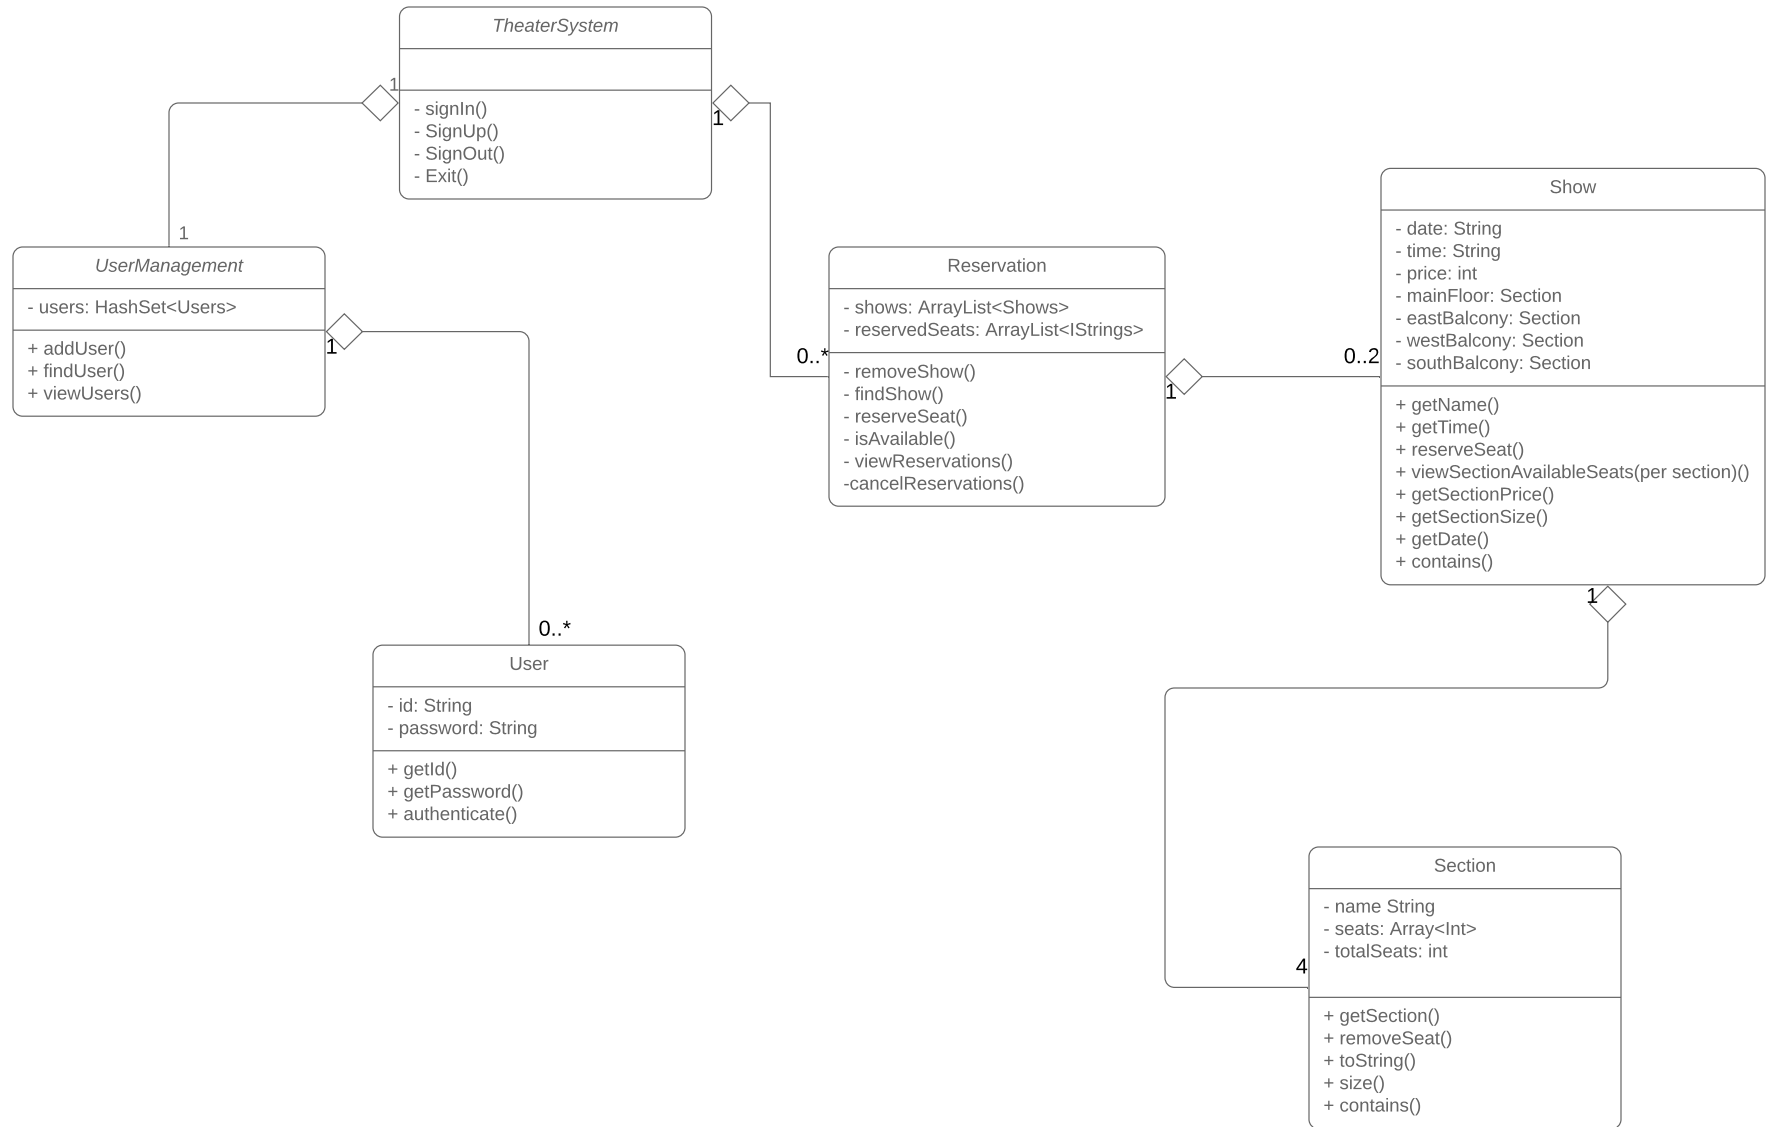 TheaterSystem
1
- signIn()
- SignUp()
- SignOut()
- Exit()
1
1
UserManagement
- users: HashSet<Users>
+ addUser()
+ findUser()
+ viewUsers()
1
0..*
User
- id: String
- password: String
+ getId()
+ getPassword()
+ authenticate()
Reservation
- shows: ArrayList<Shows>
- reservedSeats: ArrayList<IStrings>
0..*
- removeShow()
- findShow()
- reserveSeat()
- isAvailable()
- viewReservations()
-cancelReservations()
1
0..2
Show
- date: String
- time: String
- price: int
- mainFloor: Section
- eastBalcony: Section
- westBalcony: Section
- southBalcony: Section
+ getName()
+ getTime()
+ reserveSeat()
+ viewSectionAvailableSeats(per section)()
+ getSectionPrice()
+ getSectionSize()
+ getDate()
+ contains()
1
4
Section
- name String
- seats: Array<Int>
- totalSeats: int
+ getSection()
+ removeSeat()
+ toString()
+ size()
+ contains()